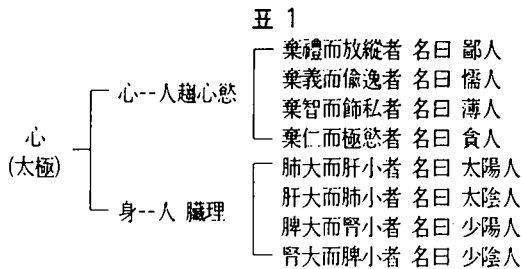 표 1
棄禮而放縱者 名曰 鄙人
棄義而偸逸者 名曰 懦人
心--人趨心慾
棄智而飾私者 名曰 薄人
棄仁而極慾者 名曰 貪人
心
(太極)
肺大而肝小者 名曰 太陽人
肝大而肺小者 名曰 太陰人
身--人 臟理
脾大而腎小者 名曰 少陽人
腎大而脾小者 名曰 少陰人